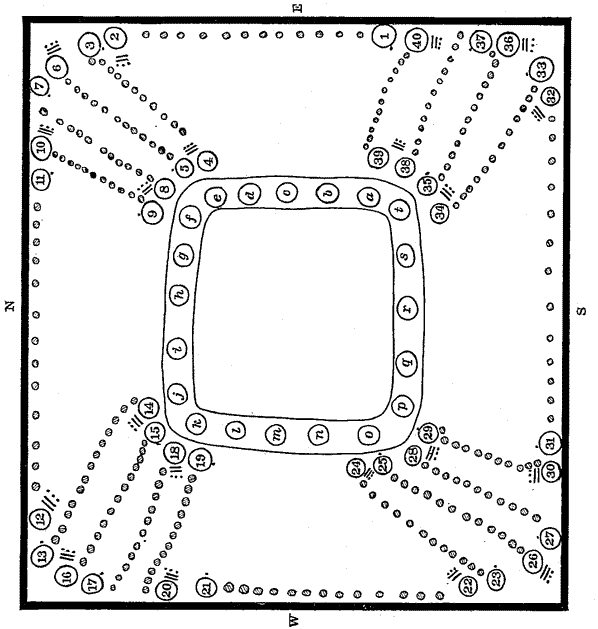 E
3 2 1 40 37 36
6 33
7 32
10 5 4 39 38
11 8 35
9 34
f e d c b a t
g s
h r
N S
i q
j p
14 k l m n o
15 29 31
18 19 24 25 28 30
12
13 27
16 26
17 20 21 22 23
W